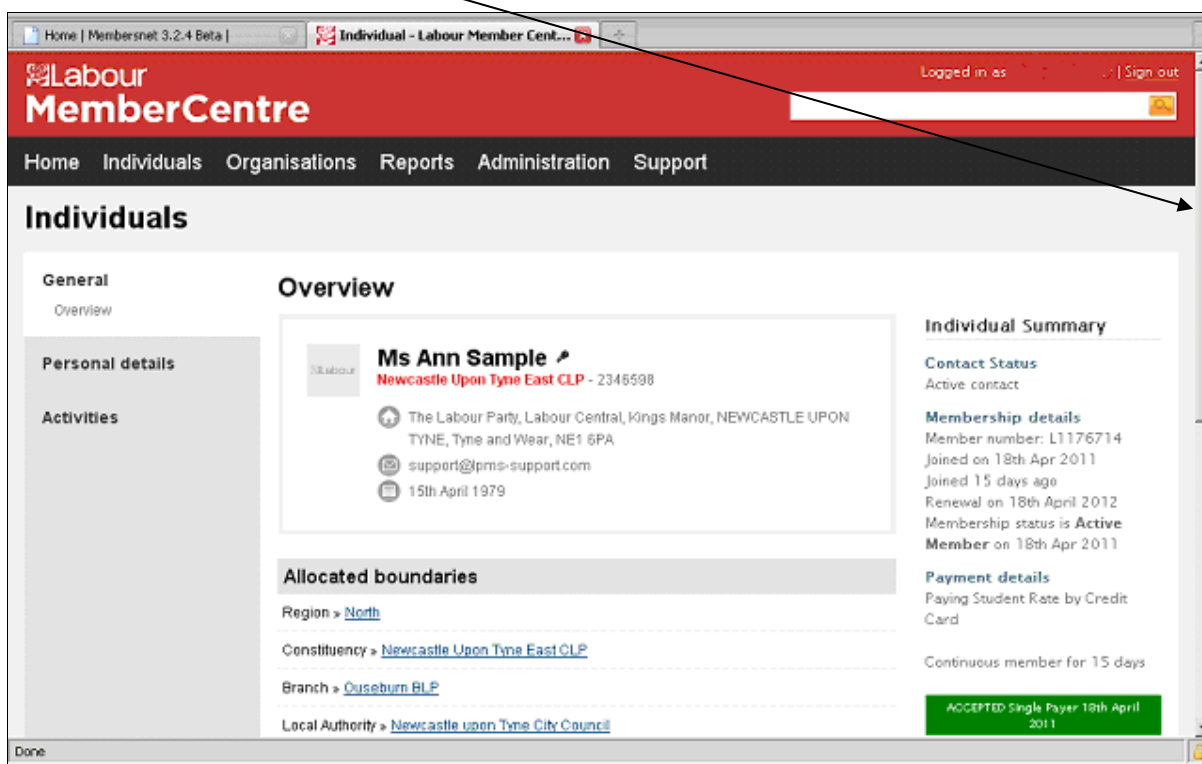 Home | Membersnet 3.2.4 Beta |
Individual - Labour Member Cent...
Labour
MemberCentre
Logged in as | Sign out
Home Individuals Organisations Reports Administration Support
Individuals
General
Overview
Personal details
Activities
Overview
Labour
Ms Ann Sample
Newcastle Upon Tyne East CLP - 2346598
The Labour Party, Labour Central, Kings Manor, NEWCASTLE UPON
TYNE, Tyne and Wear, NE1 6PA
support@lpms-support.com
15th April 1979
Allocated boundaries
Region » North
Constituency » Newcastle Upon Tyne East CLP
Branch » Ouseburn BLP
Local Authority » Newcastle upon Tyne City Council
Individual Summary
Contact Status
Active contact
Membership details
Member number: L1176714
Joined on 18th Apr 2011
Joined 15 days ago
Renewal on 18th April 2012
Membership status is Active
Member on 18th Apr 2011
Payment details
Paying Student Rate by Credit
Card
Continuous member for 15 days
ACCEPTED Single Payer 18th April
2011
Done